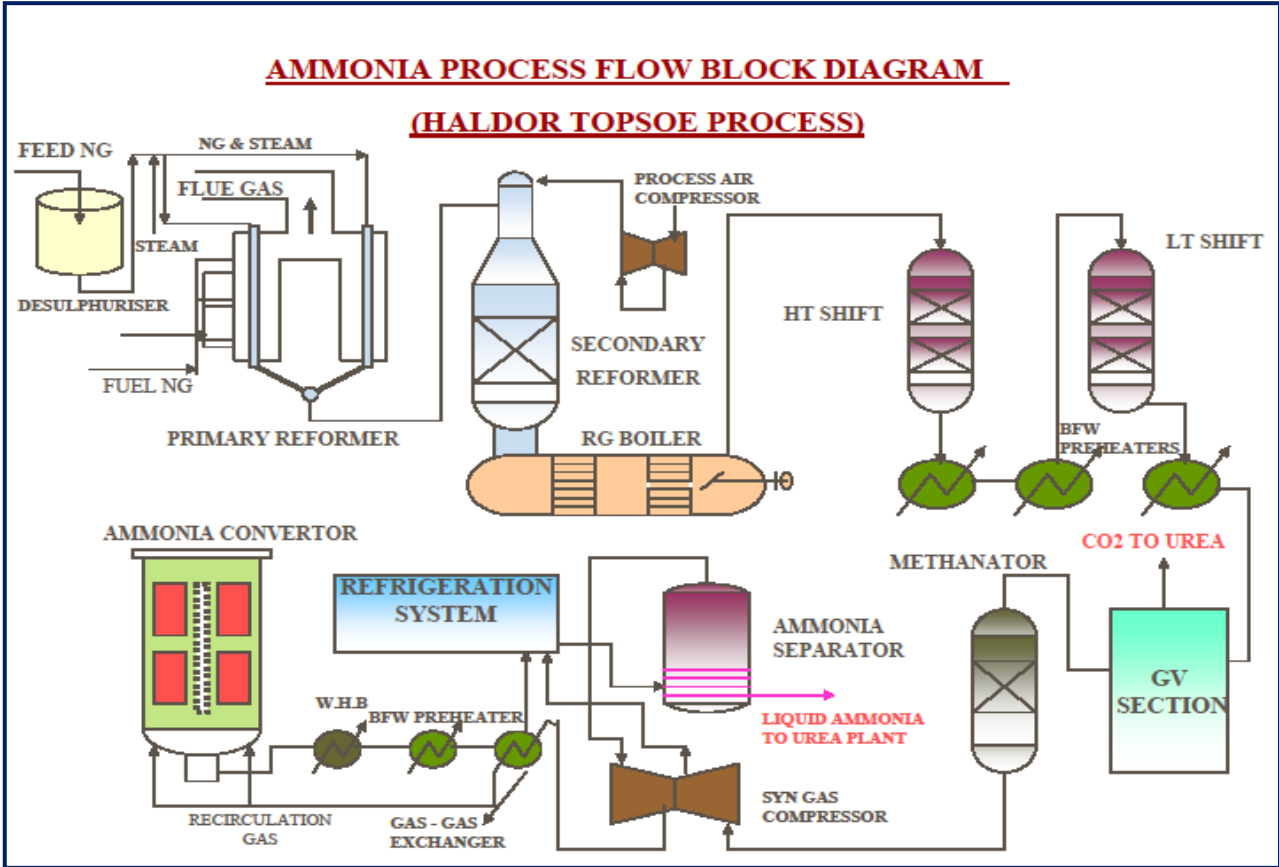 AMMONIA PROCESS FLOW BLOCK DIAGRAM
(HALDOR TOPSOE PROCESS)
FEED NG
NG & STEAM
FLUE GAS
STEAM
DESULPHURISER
FUEL NG
PRIMARY REFORMER
PROCESS AIR
COMPRESSOR
SECONDARY
REFORMER
RG BOILER
HT SHIFT
LT SHIFT
BFW
PREHEATERS
AMMONIA CONVERTOR
REFRIGERATION
SYSTEM
W.H.B
BFW PREHEATER
RECIRCULATION
GAS
GAS - GAS
EXCHANGER
AMMONIA
SEPARATOR
LIQUID AMMONIA
TO UREA PLANT
SYN GAS
COMPRESSOR
METHANATOR
CO2 TO UREA
GV
SECTION